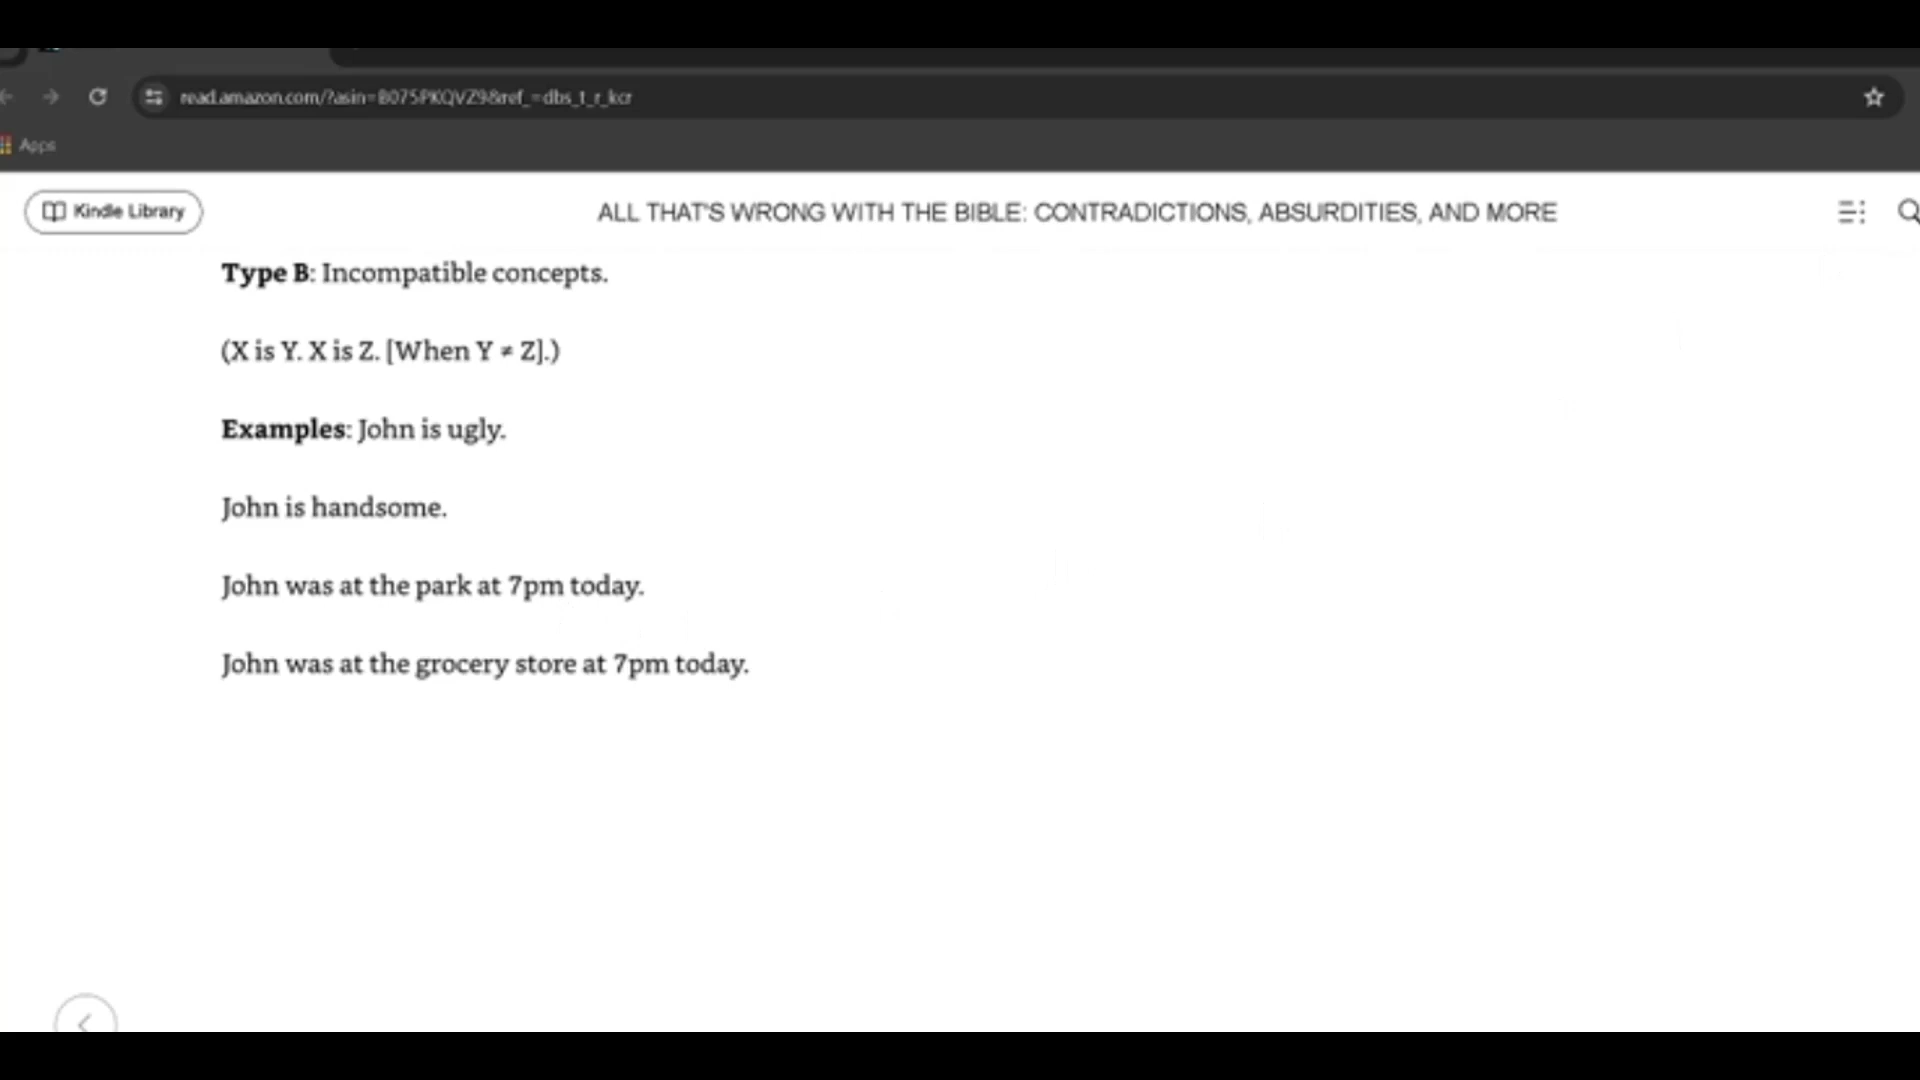 read.amazon.com/?asin=B075PKQVZ9&ref_=dbs_t_r_kcr
Apps
Kindle Library
ALL THAT'S WRONG WITH THE BIBLE: CONTRADICTIONS, ABSURDITIES, AND MORE
Type B: Incompatible concepts.
(X is Y. X is Z. [When Y ≠ Z].)
Examples: John is ugly.
John is handsome.
John was at the park at 7pm today.
John was at the grocery store at 7pm today.